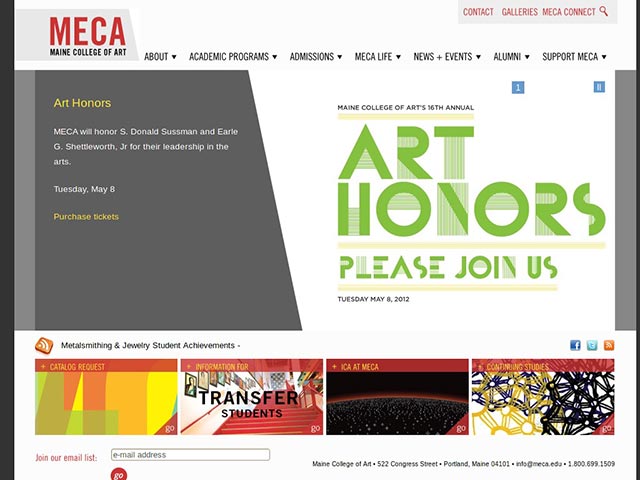 CONTACT GALLERIES MECA CONNECT
MECA
MAINE COLLEGE OF ART
ABOUT ACADEMIC PROGRAMS ADMISSIONS MECA LIFE NEWS + EVENTS ALUMNI SUPPORT MECA
Art Honors
MECA will honor S. Donald Sussman and Earle
G. Shettleworth, Jr for their leadership in the
arts.
Tuesday, May 8
Purchase tickets
1
MAINE COLLEGE OF ART'S 16TH ANNUAL
ART
HONORS
PLEASE JOIN US
TUESDAY MAY 8, 2012
Metalsmithing & Jewelry Student Achievements -
+ CATALOG REQUEST
go
+ INFORMATION FOR
TRANSFER
STUDENTS
go
+ ICA AT MECA
go
+ CONTINUING STUDIES
go
Join our email list:
e-mail address
go
Maine College of Art • 522 Congress Street • Portland, Maine 04101 • info@meca.edu • 1.800.699.1509